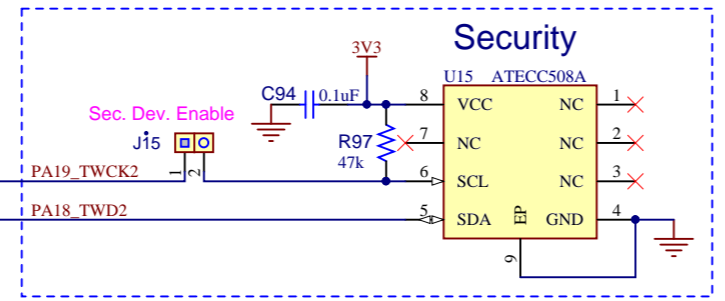 Security
3V3
U15 ATECC508A
C94 0.1uF
8 VCC NC 1
Sec. Dev. Enable
J15
R97
47k
7 NC NC 2
PA19_TWCK2
1 2
6 SCL NC 3
PA18_TWD2
5 SDA EP GND 4
9